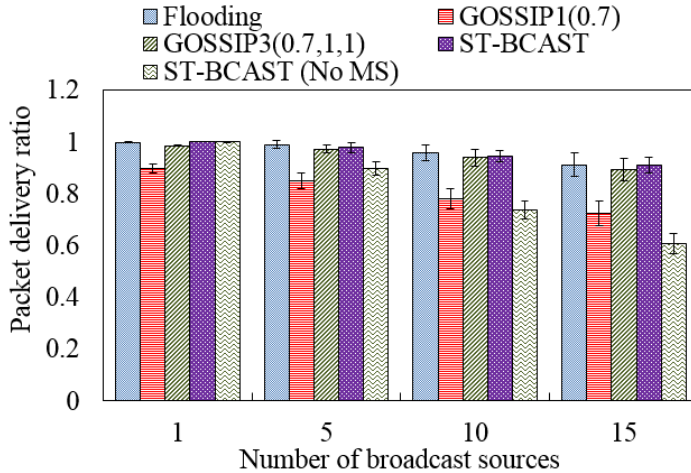 Flooding
GOSSIP1(0.7)
GOSSIP3(0.7,1,1)
ST-BCAST
ST-BCAST (No MS)
Packet delivery ratio
1.2
1
0.8
0.6
0.4
0.2
0
1 5 10 15
Number of broadcast sources